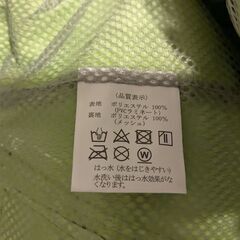 (品質表示)
表地 ポリエステル 100%
(PVCラミネート)
裏地 ポリエステル 100%
(メッシュ)
W
はっ水 (水をはじきやすい)
水洗い後ははっ水効果がな
くなります。